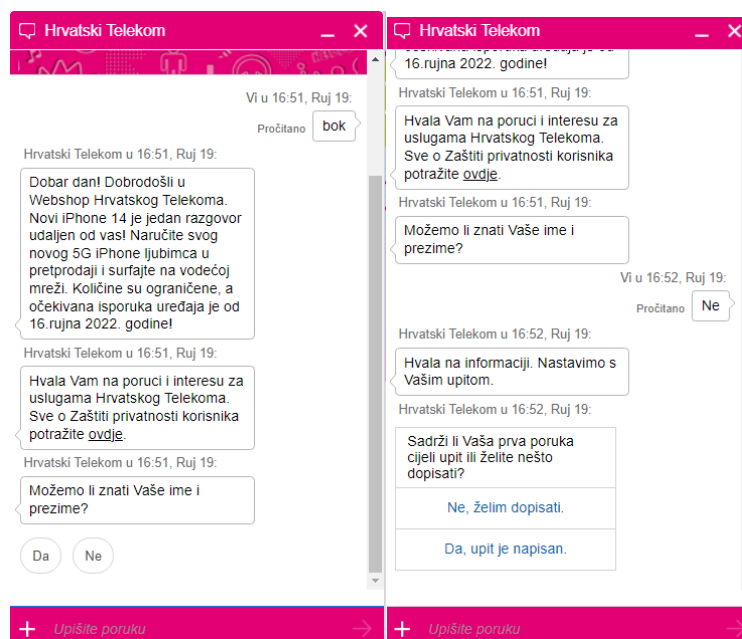 Hrvatski Telekom
Vi u 16:51, Ruj 19:
Pročitano bok
Hrvatski Telekom u 16:51, Ruj 19:
Dobar dan! Dobrodošli u
Webshop Hrvatskog Telekoma.
Novi iPhone 14 je jedan razgovor
udaljen od vas! Naručite svog
novog 5G iPhone ljubimca u
pretprodaji i surfajte na vodećoj
mreži. Količine su ograničene, a
očekivana isporuka uređaja je od
16.rujna 2022. godine!
Hrvatski Telekom u 16:51, Ruj 19:
Hvala Vam na poruci i interesu za
uslugama Hrvatskog Telekoma.
Sve o Zaštiti privatnosti korisnika
potražite ovdje.
Hrvatski Telekom u 16:51, Ruj 19:
Možemo li znati Vaše ime i
prezime?
Da Ne
Upišite poruku
Hrvatski Telekom
očekivana isporuka uređaja je od
16.rujna 2022. godine!
Hrvatski Telekom u 16:51, Ruj 19:
Hvala Vam na poruci i interesu za
uslugama Hrvatskog Telekoma.
Sve o Zaštiti privatnosti korisnika
potražite ovdje.
Hrvatski Telekom u 16:51, Ruj 19:
Možemo li znati Vaše ime i
prezime?
Vi u 16:52, Ruj 19:
Pročitano Ne
Hrvatski Telekom u 16:52, Ruj 19:
Hvala na informaciji. Nastavimo s
Vašim upitom.
Hrvatski Telekom u 16:52, Ruj 19:
Sadrži li Vaša prva poruka
cijeli upit ili želite nešto
dopisati?
Ne, želim dopisati.
Da, upit je napisan.
Upišite poruku